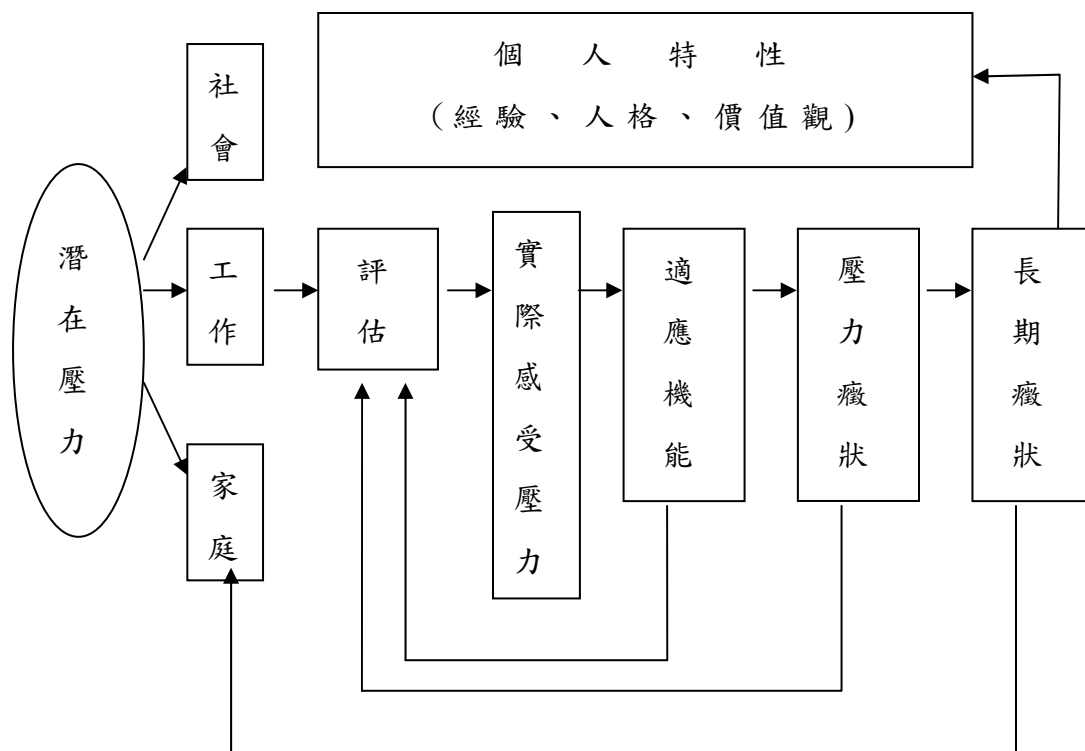 個人特性
(經驗、人格、價值觀)
社會
潛在壓力
工作
評估
實際感受壓力
適應機能
壓力癥狀
長期癥狀
家庭